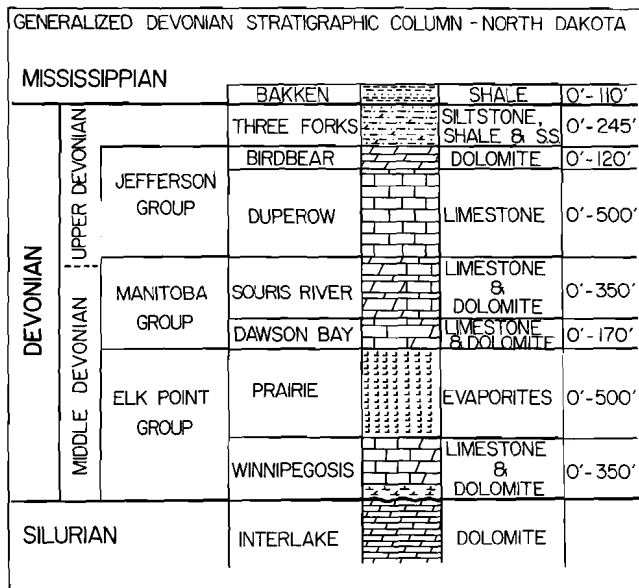 GENERALIZED DEVONIAN STRATIGRAPHIC COLUMN - NORTH DAKOTA
MISSISSIPPIAN
BAKKEN SHALE 0'-110'
DEVONIAN
UPPER DEVONIAN
THREE FORKS SILTSTONE, SHALE & S.S. 0'-245'
JEFFERSON GROUP
BIRDBEAR DOLOMITE 0'-120'
DUPEROW LIMESTONE 0'-500'
MIDDLE DEVONIAN
MANITOBA GROUP
SOURIS RIVER LIMESTONE & DOLOMITE 0'-350'
DAWSON BAY LIMESTONE & DOLOMITE 0'-170'
ELK POINT GROUP
PRAIRIE EVAPORITES 0'-500'
WINNIPEGOSIS LIMESTONE & DOLOMITE 0'-350'
SILURIAN
INTERLAKE DOLOMITE